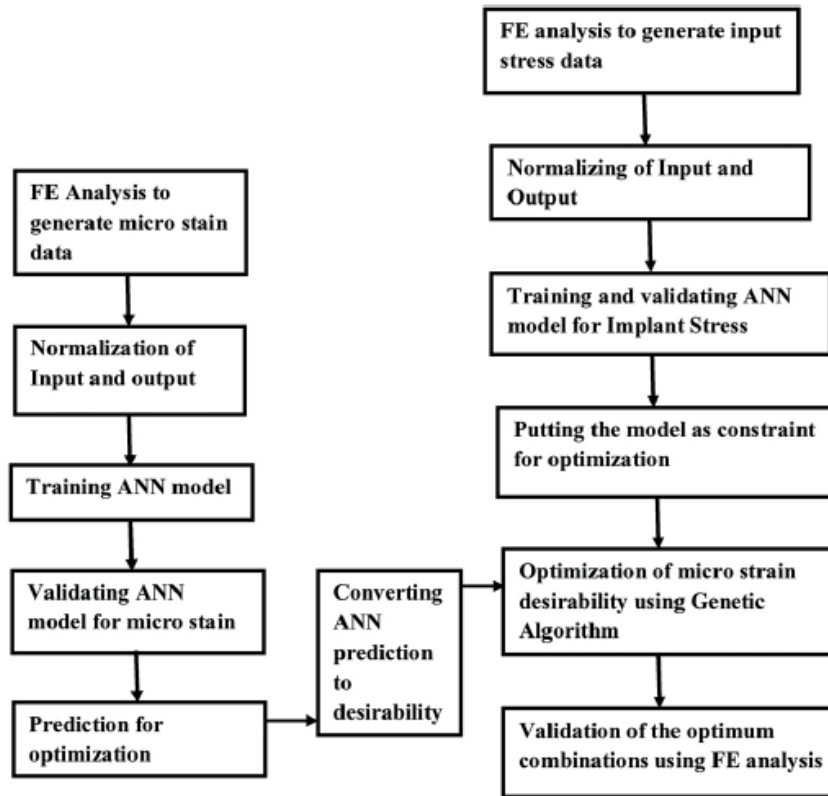 FE Analysis to
generate micro stain
data
Normalization of
Input and output
Training ANN model
Validating ANN
model for micro stain
Prediction for
optimization
Converting
ANN
prediction
to
desirability
FE analysis to generate input
stress data
Normalizing of Input and
Output
Training and validating ANN
model for Implant Stress
Putting the model as constraint
for optimization
Optimization of micro strain
desirability using Genetic
Algorithm
Validation of the optimum
combinations using FE analysis